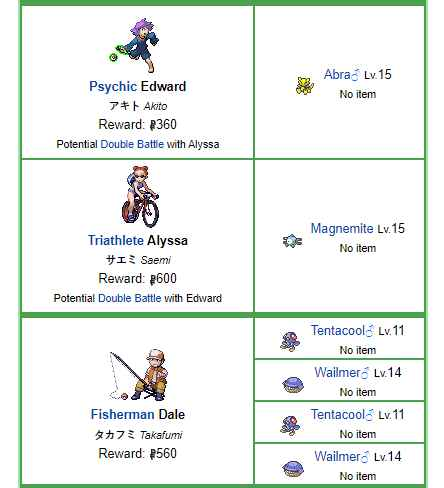 Psychic Edward
アキト Akito
Reward: ₽360
Potential Double Battle with Alyssa
Abra♂ Lv.15
No item
Triathlete Alyssa
サエミ Saemi
Reward: ₽600
Potential Double Battle with Edward
Magnemite Lv.15
No item
Fisherman Dale
タカフミ Takafumi
Reward: ₽560
Tentacool♂ Lv.11
No item
Wailmer♂ Lv.14
No item
Tentacool♂ Lv.11
No item
Wailmer♂ Lv.14
No item